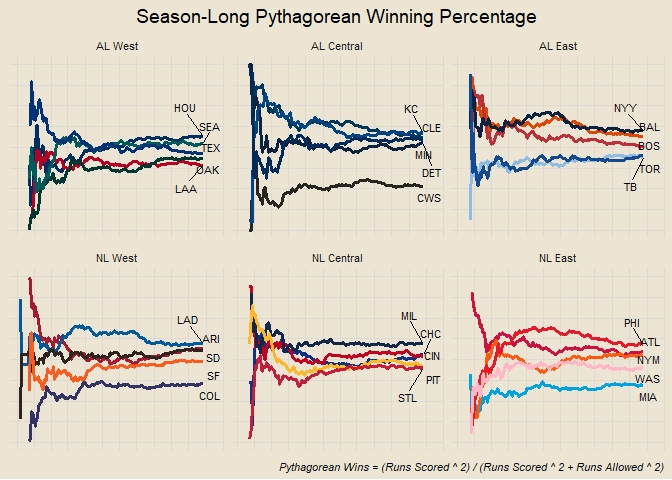 Season-Long Pythagorean Winning Percentage
AL West
AL Central
AL East
HOU
SEA
TEX
OAK
LAA
KC
CLE
MIN
DET
CWS
NYY
BAL
BOS
TOR
TB
NL West
NL Central
NL East
LAD
ARI
SD
SF
COL
MIL
CHC
CIN
PIT
STL
PHI
ATL
NYM
WAS
MIA
Pythagorean Wins = (Runs Scored ^ 2) / (Runs Scored ^ 2 + Runs Allowed ^ 2)